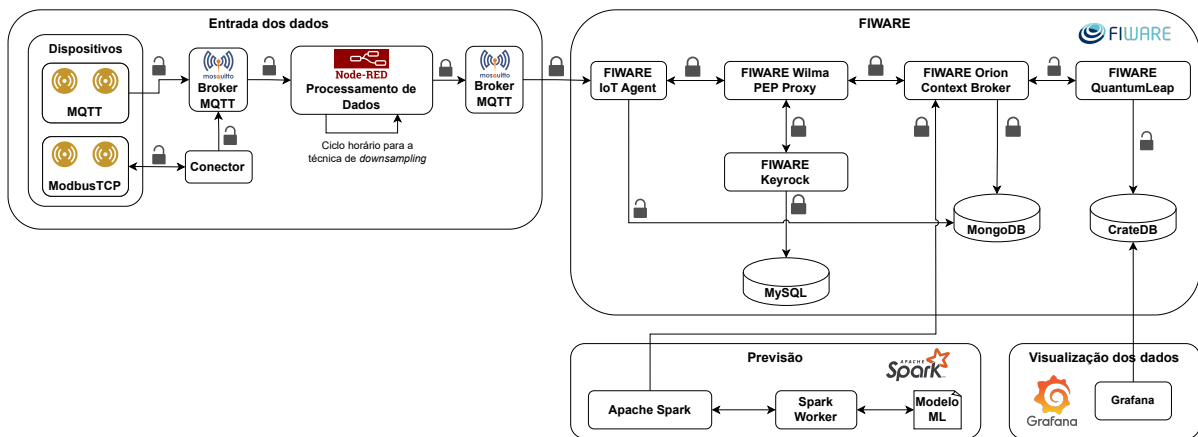 Entrada dos dados
Dispositivos
MQTT
ModbusTCP
mosquitto
Broker
MQTT
Conector
Node-RED
Processamento de
Dados
Ciclo horário para a
técnica de downsampling
mosquitto
Broker
MQTT
FIWARE
FIWARE
FIWARE
IoT Agent
FIWARE Wilma
PEP Proxy
FIWARE Orion
Context Broker
FIWARE
QuantumLeap
FIWARE
Keyrock
MySQL
MongoDB
CrateDB
Previsão
APACHE
Spark
Apache Spark
Spark
Worker
Modelo
ML
Visualização dos dados
Grafana
Grafana